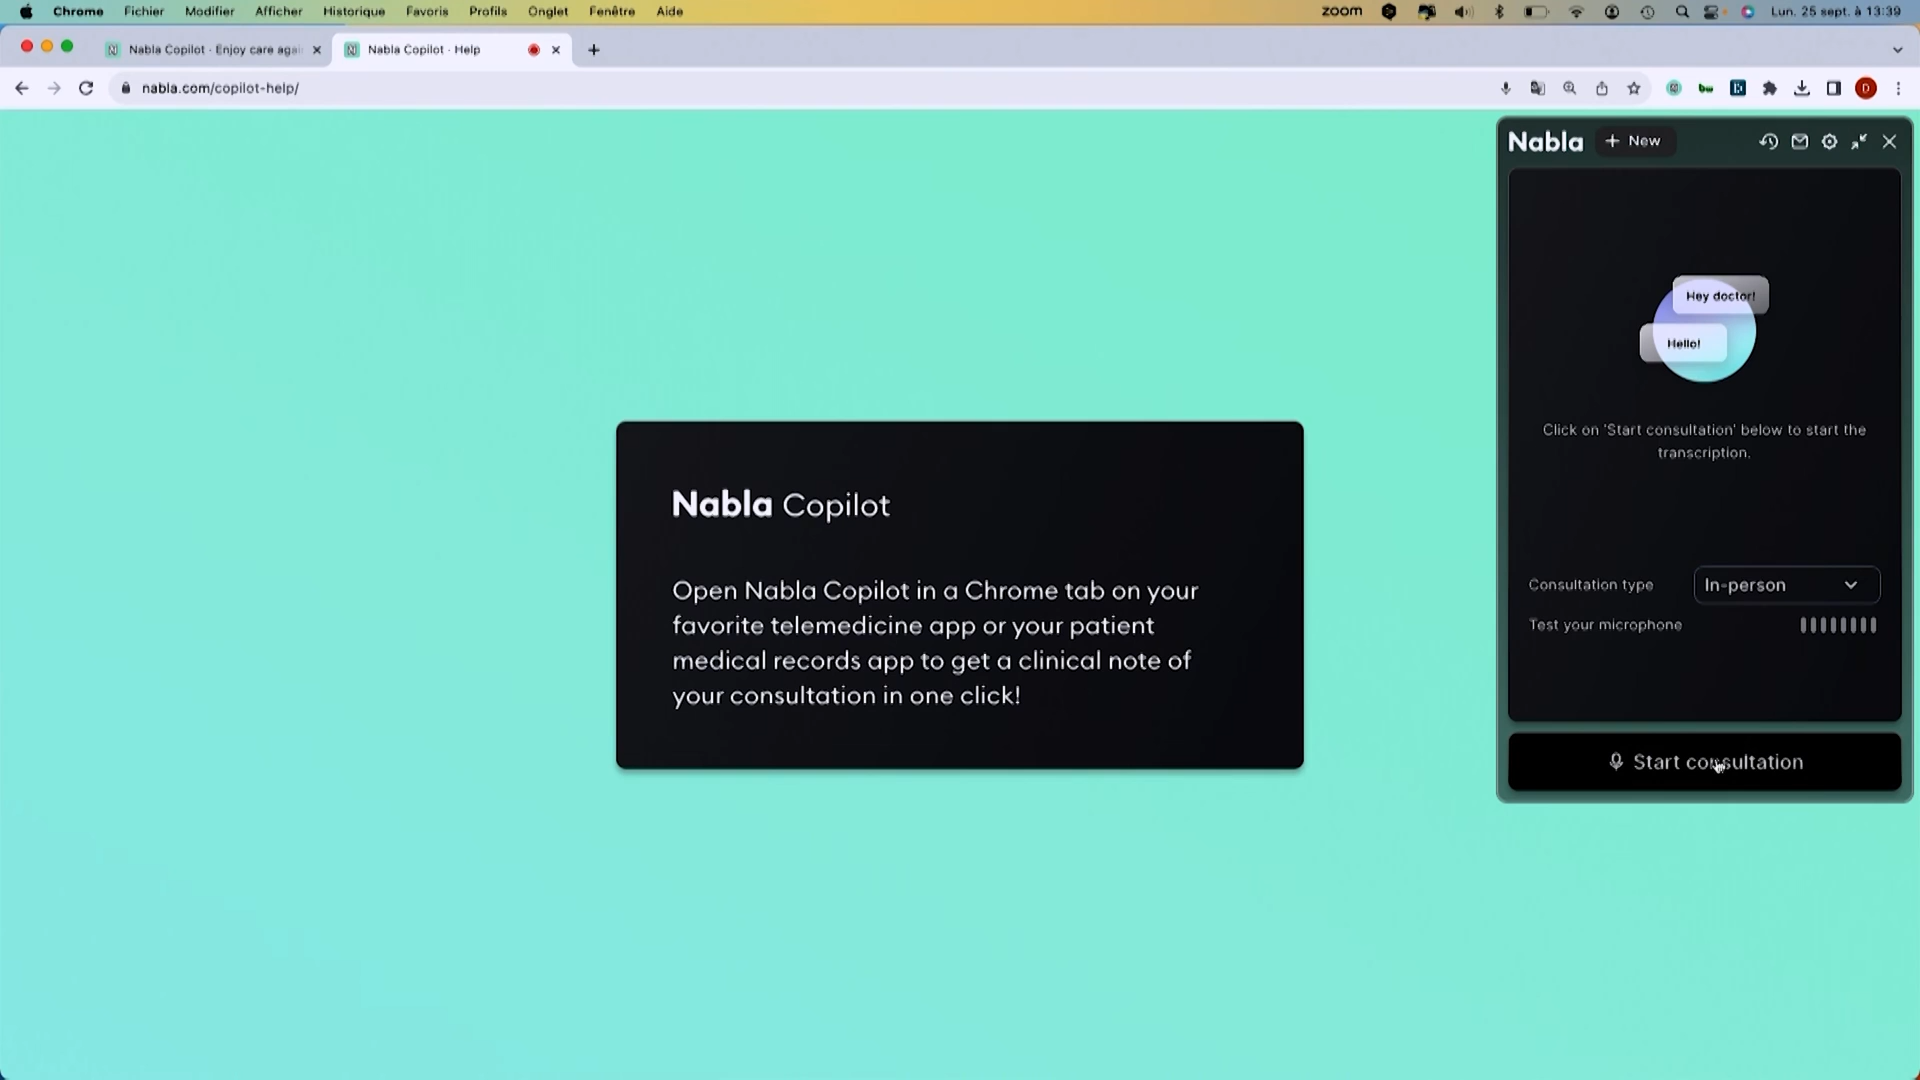 Chrome Fichier Modifier Afficher Historique Favoris Profils Onglet Fenêtre Aide
zoom Lun. 25 sept. à 13:39
Nabla Copilot · Enjoy care agai
Nabla Copilot · Help
nabla.com/copilot-help/
bw
D
Nabla + New
Hey doctor!
Hello!
Click on 'Start consultation' below to start the
transcription.
Consultation type In-person
Test your microphone
Start consultation
Nabla Copilot
Open Nabla Copilot in a Chrome tab on your
favorite telemedicine app or your patient
medical records app to get a clinical note of
your consultation in one click!